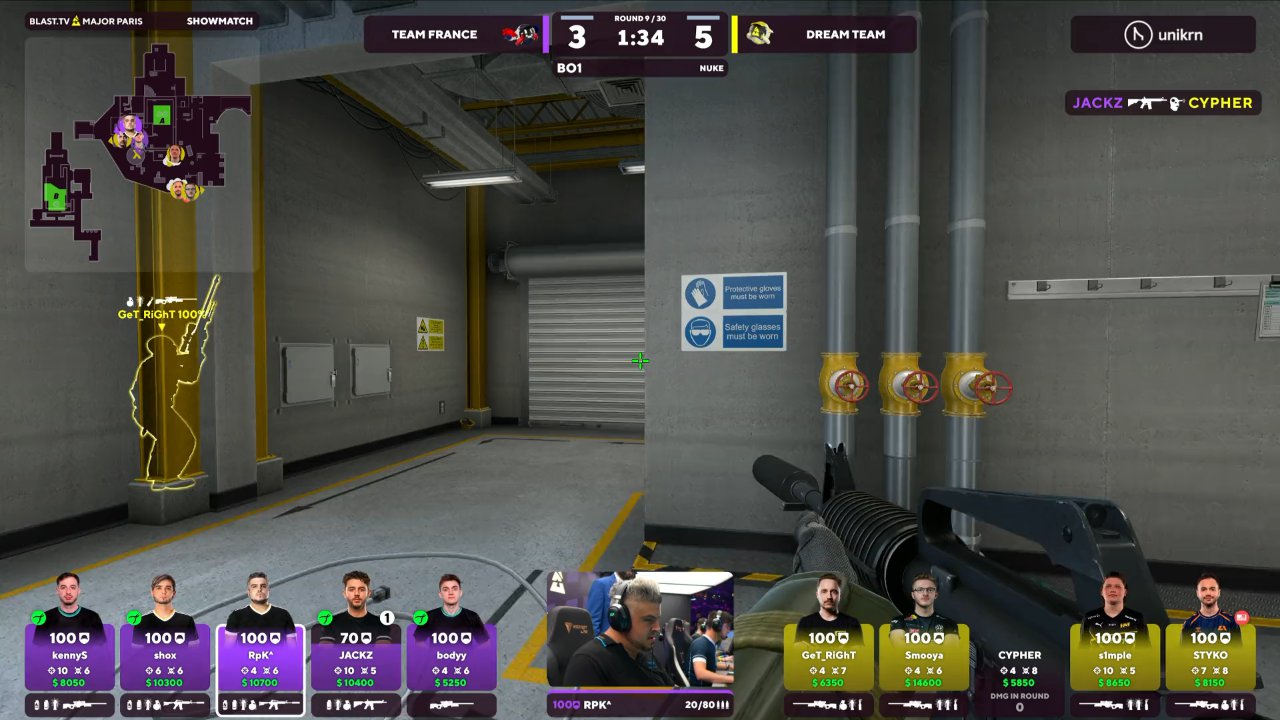 BLAST.TV MAJOR PARIS SHOWMATCH
TEAM FRANCE 3 ROUND 9 / 30 1:34 5 DREAM TEAM
BO1 NUKE
unikrn
JACKZ CYPHER
A
B
GeT_RiGhT 100%
Protective gloves
must be worn
Safety glasses
must be worn
100 kennyS 10 6 $8050
100 shox 6 6 $10300
100 RpK^ 4 6 $10700
1
70 JACKZ 10 5 $10400
100 bodyy 6 6 $5250
100 RPK^ 20/80
100 GeT_RiGhT 4 7 $6350
100 Smooya 4 6 $14600
CYPHER 4 8 $5850
DMG IN ROUND
0
100 s1mple 10 5 $8650
100 STYKO 7 8 $8150